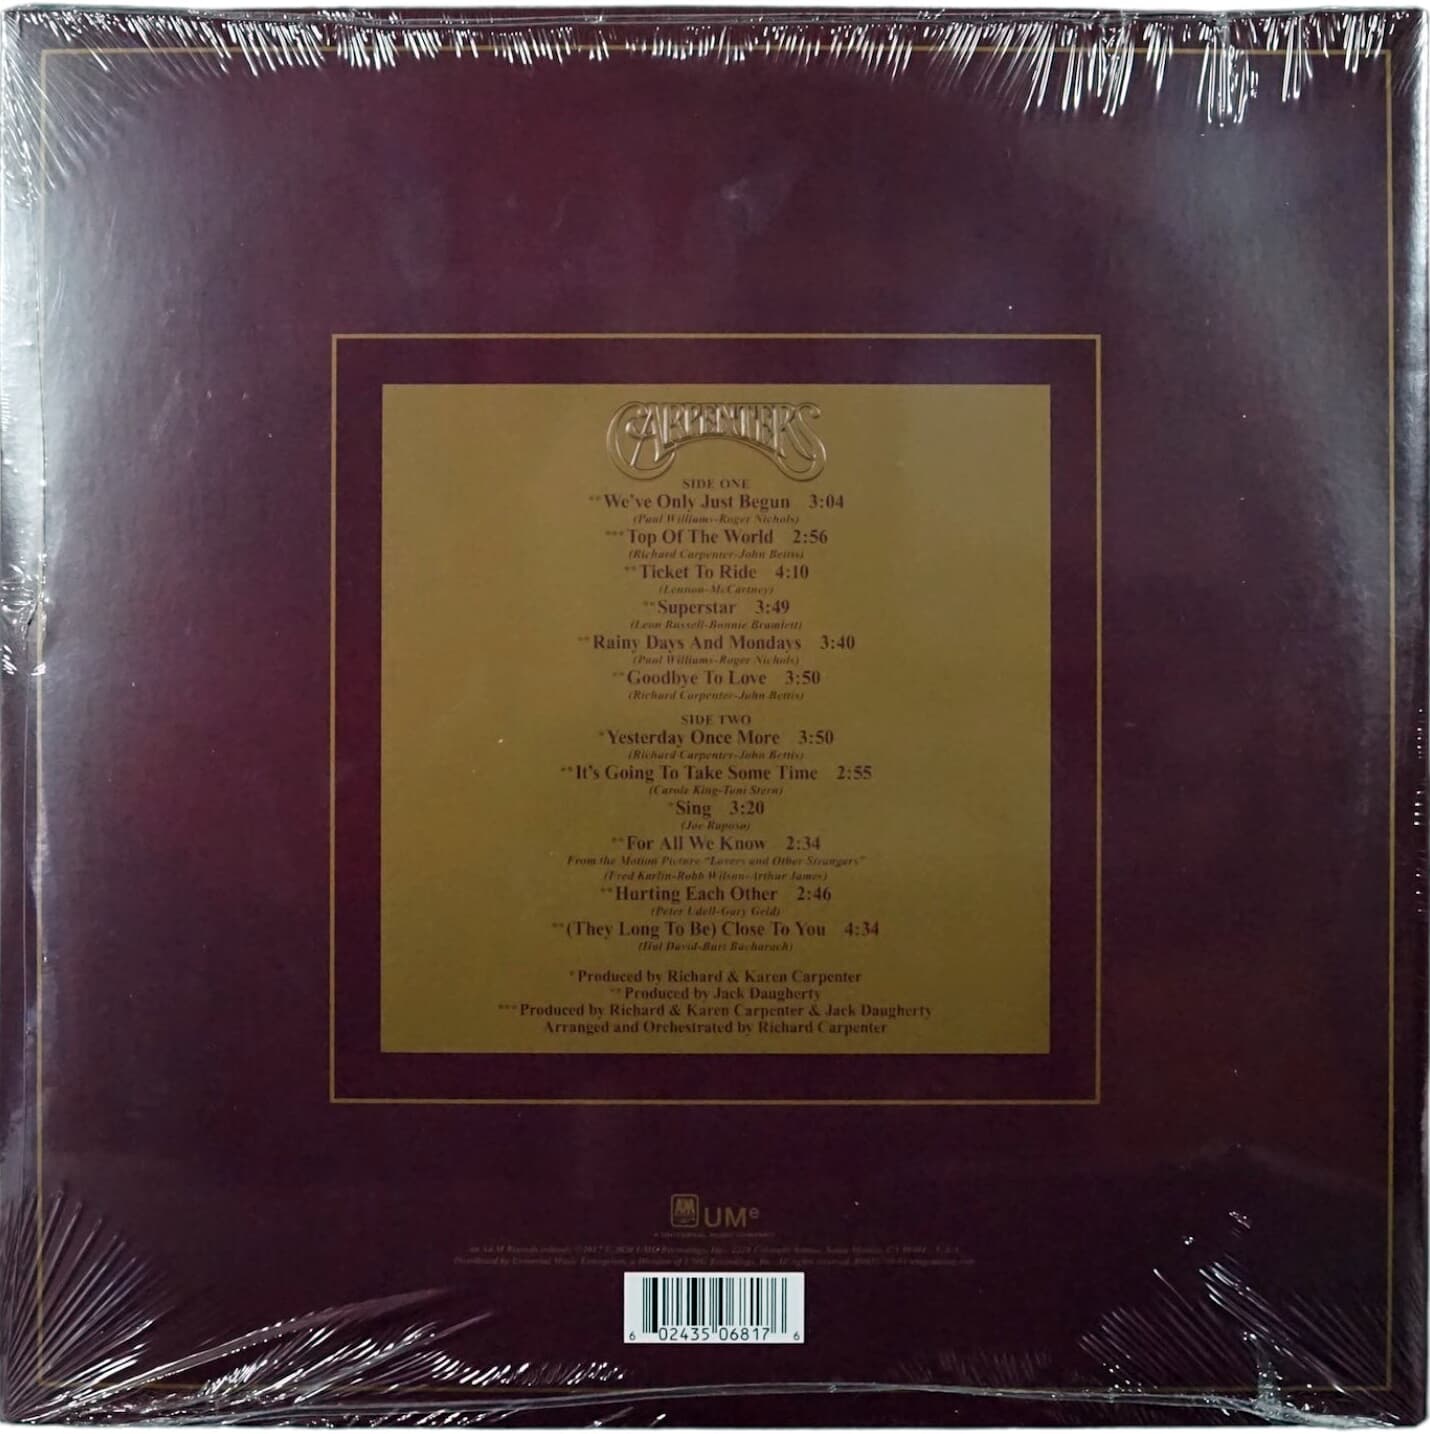 CARPENTERS
SIDE ONE
**We've Only Just Begun 3:04
(Paul Williams-Roger Nichols)
***Top Of The World 2:56
(Richard Carpenter-John Bettis)
**Ticket To Ride 4:10
(Lennon-McCartney)
**Superstar 3:49
(Leon Russell-Bonnie Bramlett)
**Rainy Days And Mondays 3:40
(Paul Williams-Roger Nichols)
**Goodbye To Love 3:50
(Richard Carpenter-John Bettis)
SIDE TWO
*Yesterday Once More 3:50
(Richard Carpenter-John Bettis)
**It's Going To Take Some Time 2:55
(Carole King-Toni Stern)
*Sing 3:20
(Joe Raposo)
**For All We Know 2:34
From the Motion Picture "Lovers and Other Strangers"
(Fred Karlin-Robb Wilson-Arthur James)
**Hurting Each Other 2:46
(Peter Udell-Gary Geld)
**(They Long To Be) Close To You 4:34
(Hal David-Burt Bacharach)
*Produced by Richard & Karen Carpenter
**Produced by Jack Daugherty
***Produced by Richard & Karen Carpenter & Jack Daugherty
Arranged and Orchestrated by Richard Carpenter
A&M UMe
A UNIVERSAL MUSIC COMPANY
6 02435 06817 6